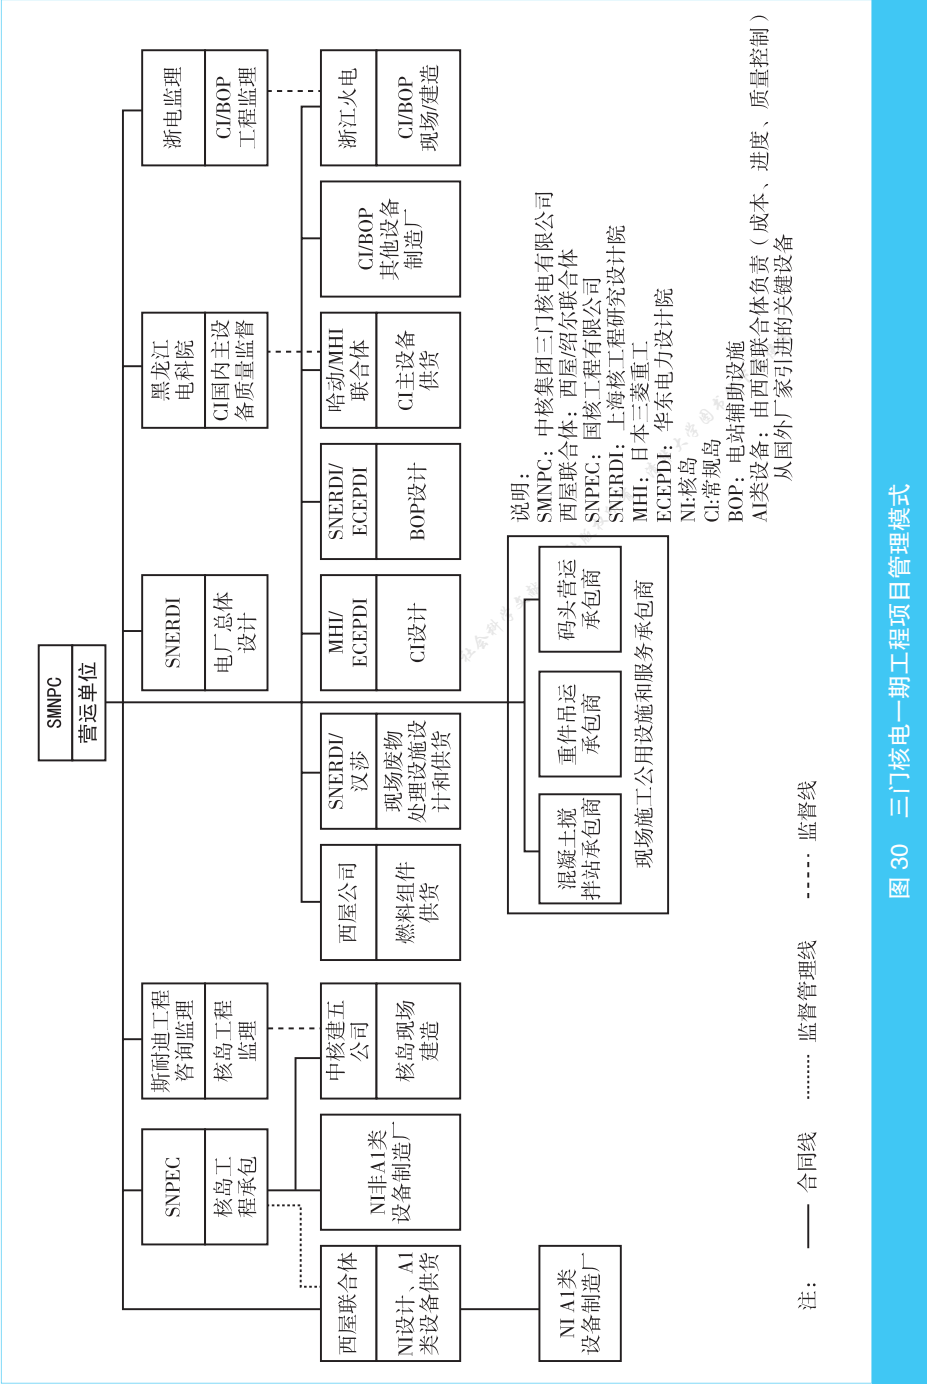 SMNPC
营运单位
SNPEC
核岛工
程承包
斯耐迪工程
咨询监理
核岛工程
监理
SNERDI
电厂总体
设计
黑龙江
电科院
CI国内主设
备质量监督
浙电监理
CI/BOP
工程监理
西屋联合体
NI设计、A1
类设备供货
NI非A1类
设备制造厂
中核建五
公司
核岛现场
建造
西屋公司
燃料组件
供货
SNERDI/
汉莎
现场废物
处理设施设
计和供货
MHI/
ECEPDI
CI设计
SNERDI/
ECEPDI
BOP设计
哈动/MHI
联合体
CI主设备
供货
CI/BOP
其他设备
制造厂
浙江火电
CI/BOP
现场/建造
NI A1类
设备制造厂
混凝土搅
拌站承包商
重件吊运
承包商
码头营运
承包商
现场施工公用设施和服务承包商
说明：
SMNPC：中核集团三门核电有限公司
西屋联合体：西屋/绍尔联合体
SNPEC：国核工程有限公司
SNERDI：上海核工程研究设计院
MHI：日本三菱重工
ECEPDI：华东电力设计院
NI:核岛
CI:常规岛
BOP：电站辅助设施
AI类设备：由西屋联合体负责（成本、进度、质量控制）
从国外厂家引进的关键设备
注： 合同线 监督管理线 监督线
图 30 三门核电一期工程项目管理模式